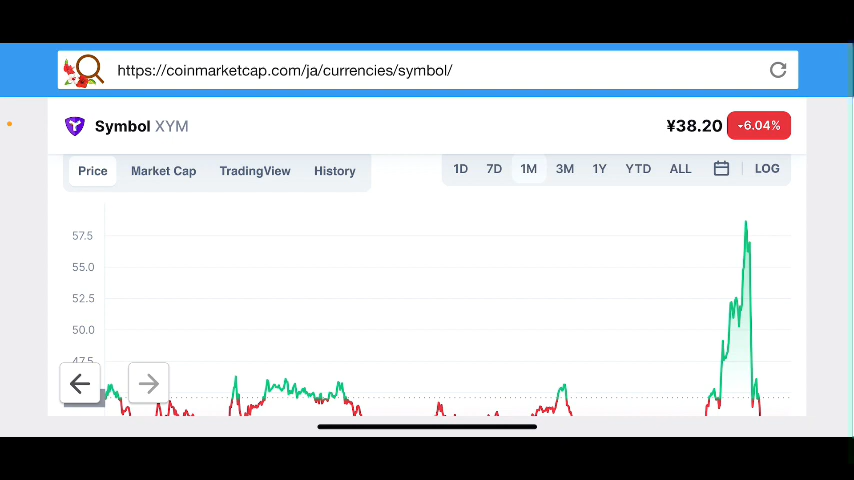 https://coinmarketcap.com/ja/currencies/symbol/
Symbol XYM ¥38.20 6.04%
Price Market Cap TradingView History 1D 7D 1M 3M 1Y YTD ALL LOG
57.5
55.0
52.5
50.0
47.5